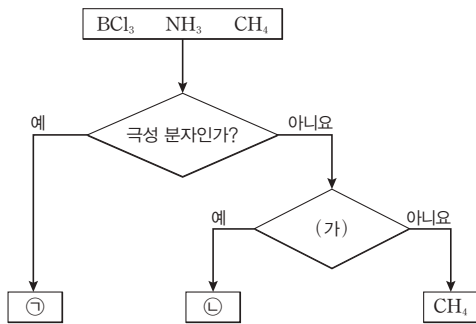 BCl₃ NH₃ CH₄
극성 분자인가?
예
아니요
(가)
예
아니요
㉠
㉡
CH₄